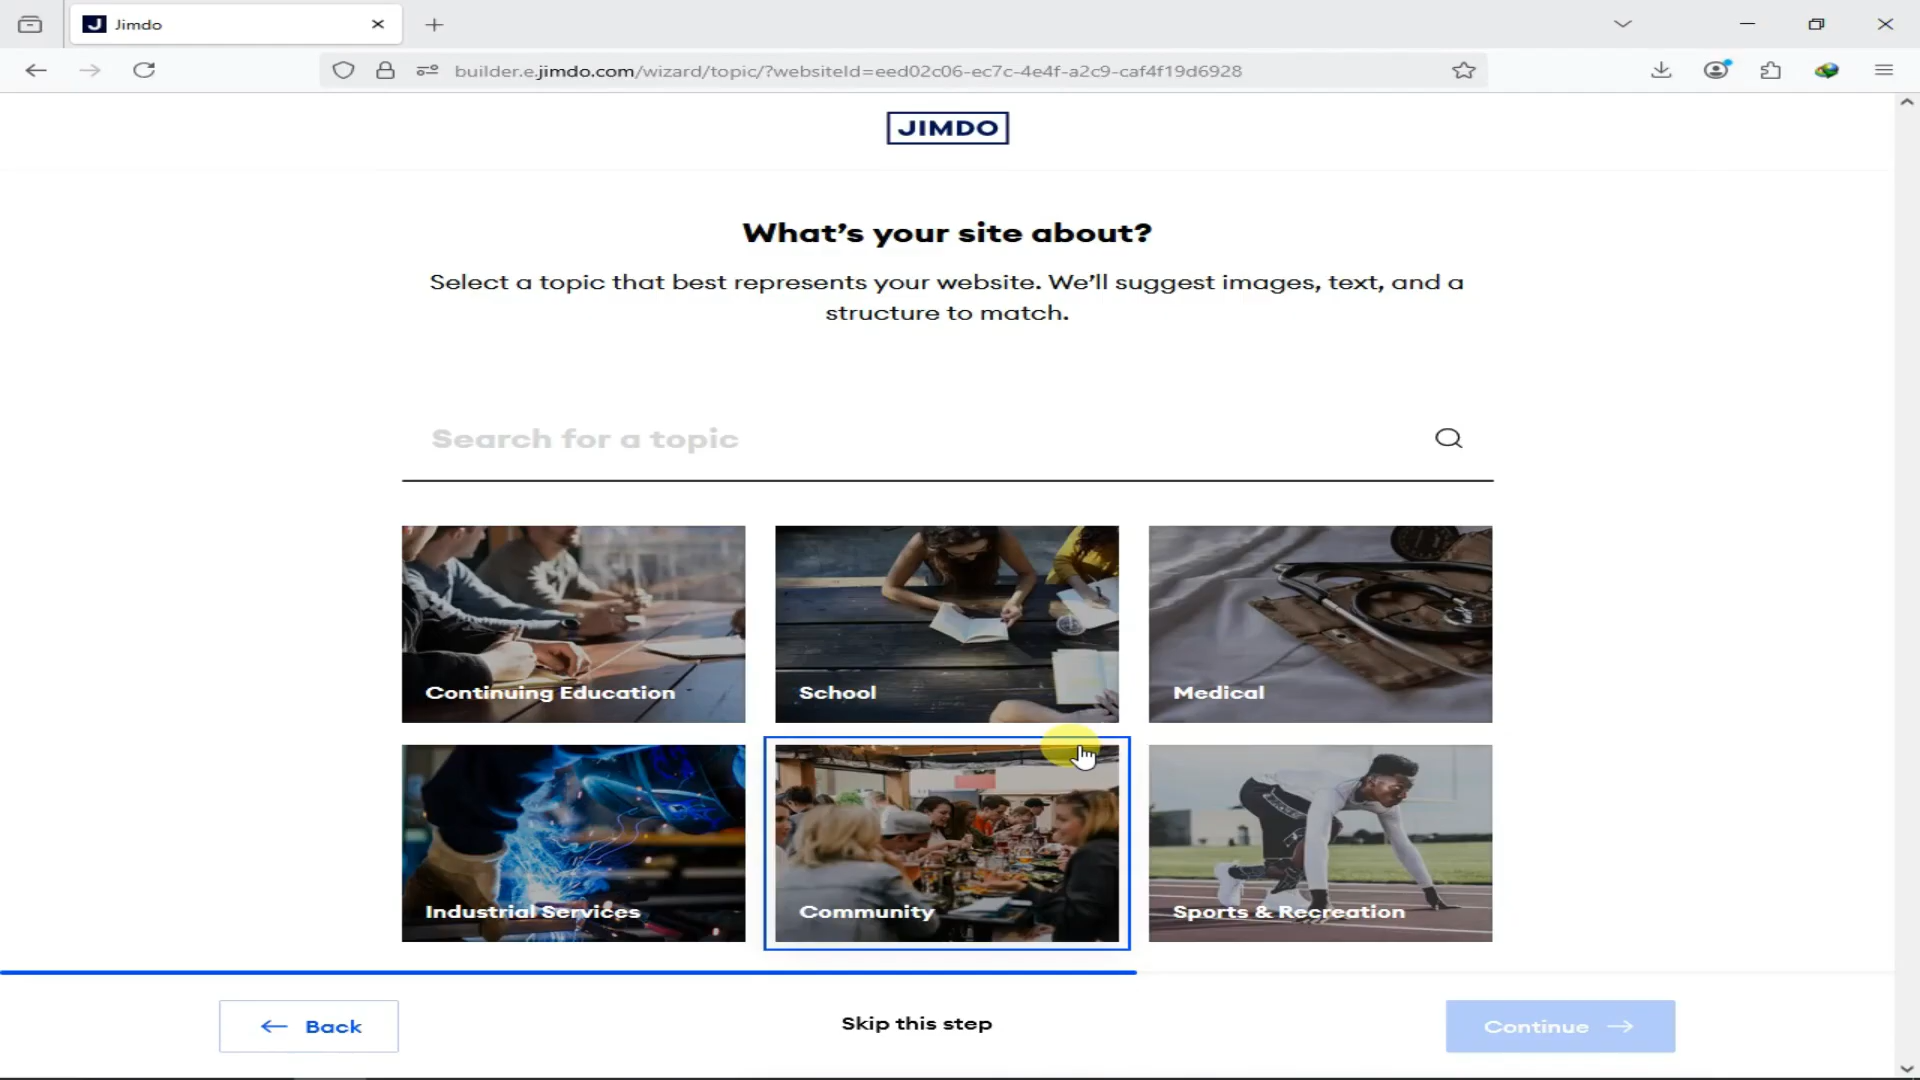 Jimdo
builder.e.jimdo.com/wizard/topic/?websiteId=eed02c06-ec7c-4e4f-a2c9-caf4f19d6928
JIMDO
What's your site about?
Select a topic that best represents your website. We'll suggest images, text, and a
structure to match.
Search for a topic
Continuing Education
School
Medical
Industrial Services
Community
Sports & Recreation
Back
Skip this step
Continue